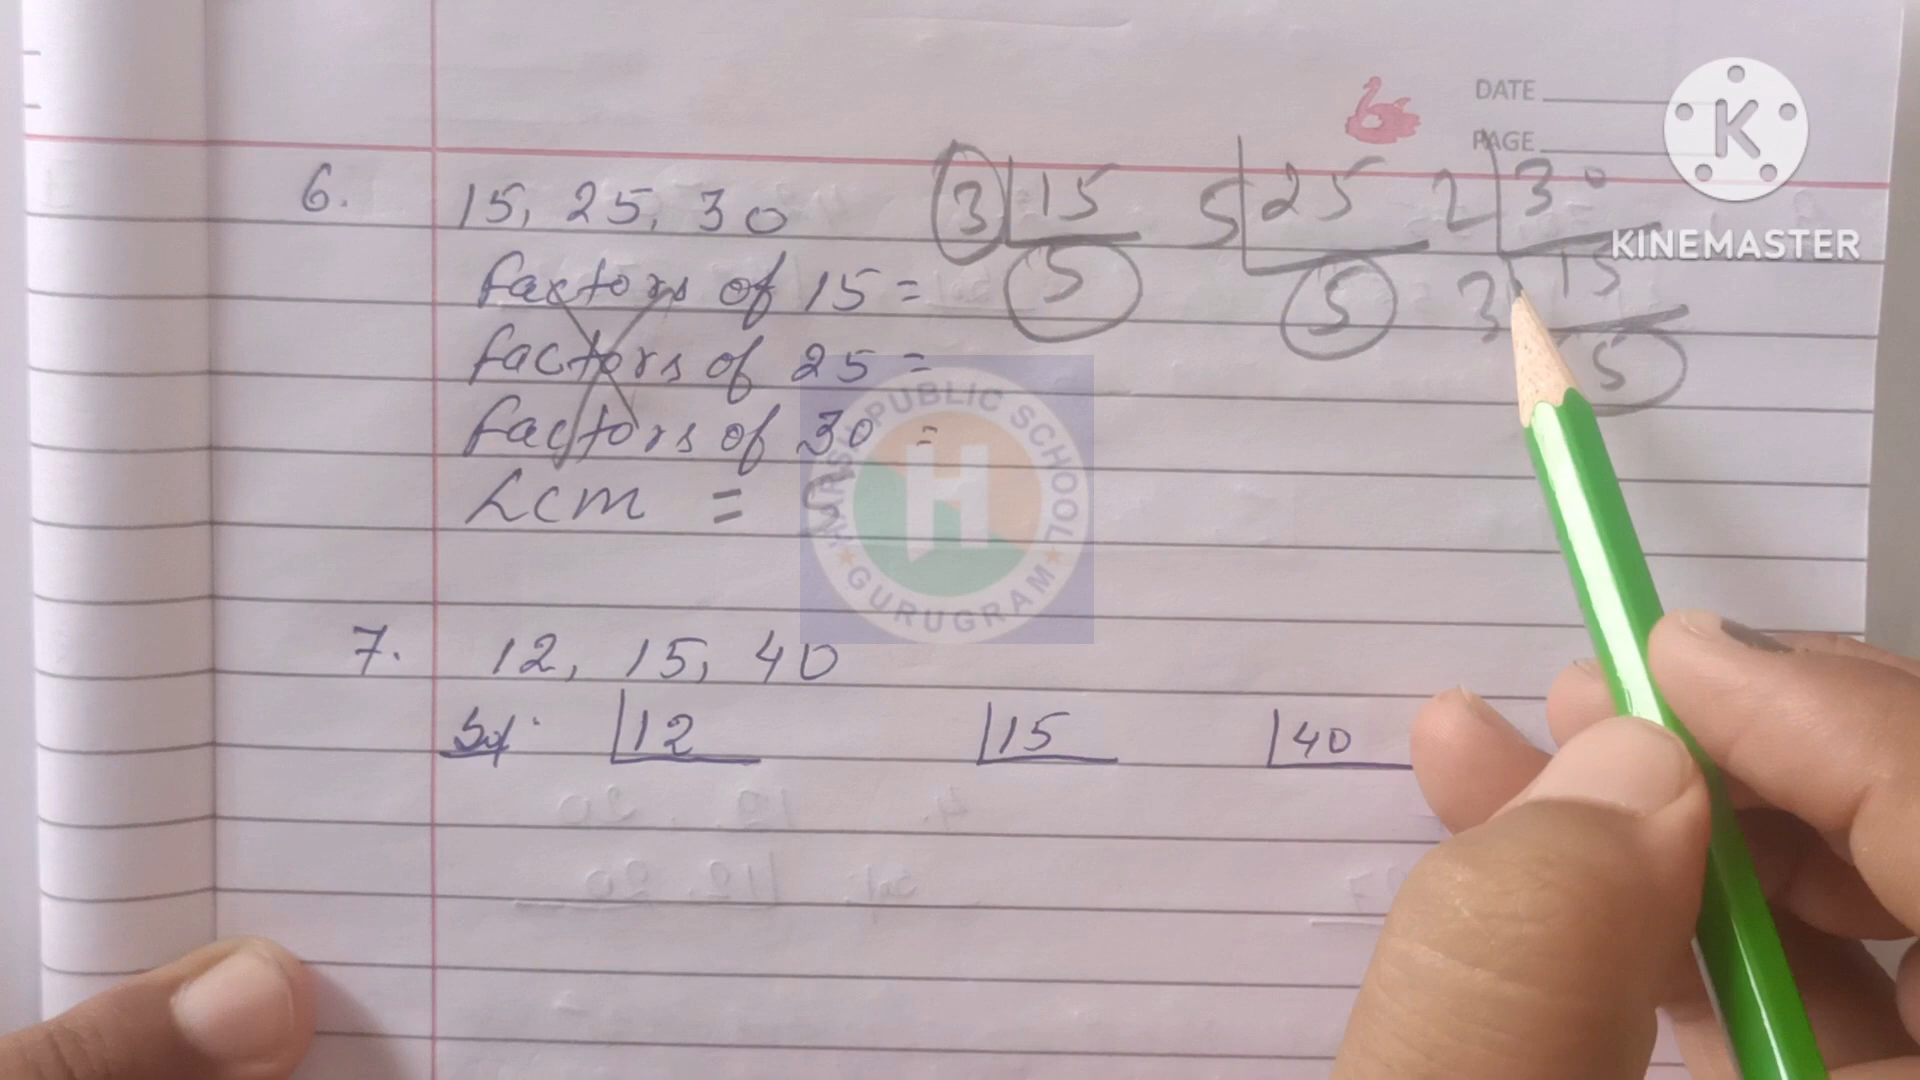 DATE
PAGE
KINEMASTER
6. 15, 25, 30
3 15 5 25 2 30
factors of 15 = 5 5 3 15
factors of 25 = 5
factors of 30 =
Lcm =
HARSH PUBLIC SCHOOL
H
GURUGRAM
7. 12, 15, 40
Sol. 12 15 40